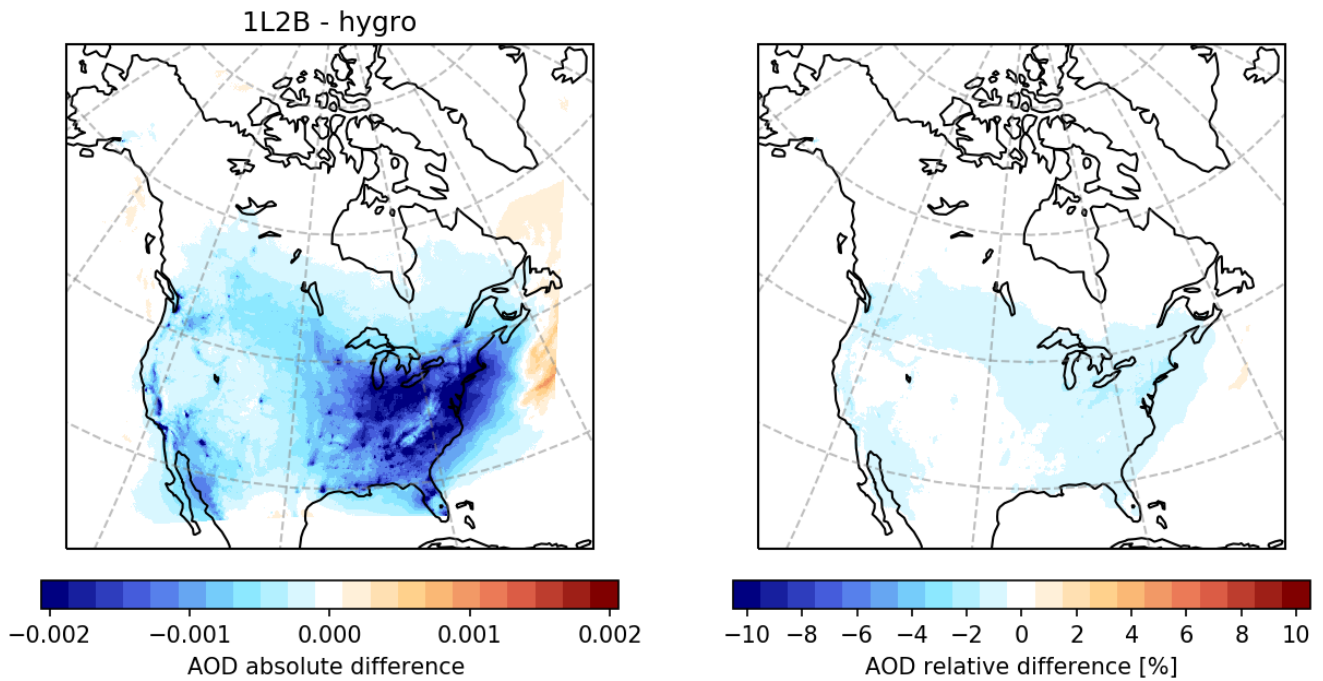 1L2B - hygro
−0.002 −0.001 0.000 0.001 0.002
AOD absolute difference
−10 −8 −6 −4 −2 0 2 4 6 8 10
AOD relative difference [%]